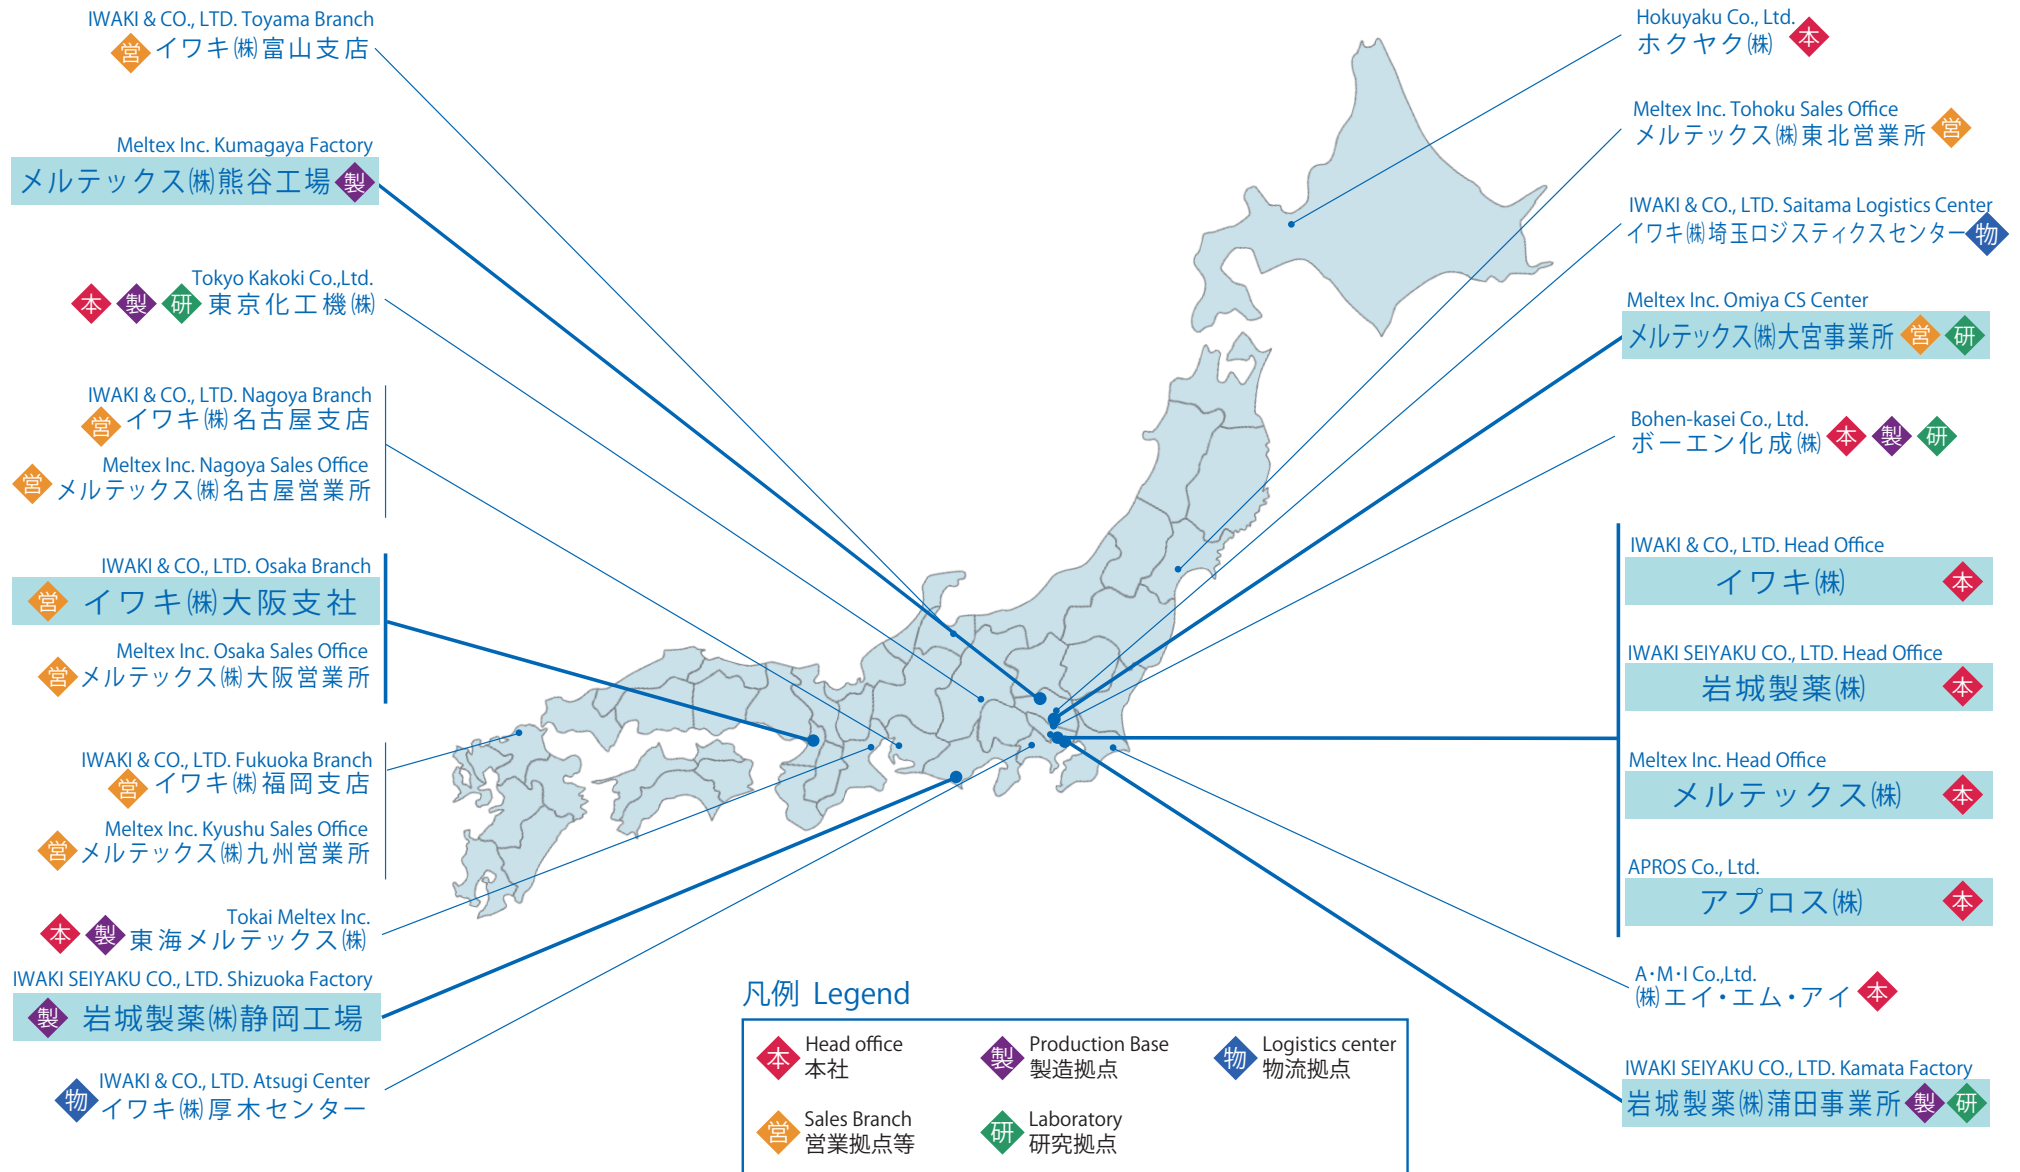 IWAKI & CO., LTD. Toyama Branch
営 イワキ㈱富山支店
Meltex Inc. Kumagaya Factory
メルテックス㈱熊谷工場 製
Tokyo Kakoki Co.,Ltd.
本 製 研 東京化工機㈱
IWAKI & CO., LTD. Nagoya Branch
営 イワキ㈱名古屋支店
Meltex Inc. Nagoya Sales Office
営 メルテックス㈱名古屋営業所
IWAKI & CO., LTD. Osaka Branch
営 イワキ㈱大阪支社
Meltex Inc. Osaka Sales Office
営 メルテックス㈱大阪営業所
IWAKI & CO., LTD. Fukuoka Branch
営 イワキ㈱福岡支店
Meltex Inc. Kyushu Sales Office
営 メルテックス㈱九州営業所
Tokai Meltex Inc.
本 製 東海メルテックス㈱
IWAKI SEIYAKU CO., LTD. Shizuoka Factory
製 岩城製薬㈱静岡工場
IWAKI & CO., LTD. Atsugi Center
物 イワキ㈱厚木センター
Hokuyaku Co., Ltd.
ホクヤク㈱ 本
Meltex Inc. Tohoku Sales Office
メルテックス㈱東北営業所 営
IWAKI & CO., LTD. Saitama Logistics Center
イワキ㈱埼玉ロジスティクスセンター 物
Meltex Inc. Omiya CS Center
メルテックス㈱大宮事業所 営 研
Bohen-kasei Co., Ltd.
ボーエン化成㈱ 本 製 研
IWAKI & CO., LTD. Head Office
イワキ㈱ 本
IWAKI SEIYAKU CO., LTD. Head Office
岩城製薬㈱ 本
Meltex Inc. Head Office
メルテックス㈱ 本
APROS Co., Ltd.
アプロス㈱ 本
A・M・I Co.,Ltd.
㈱エイ・エム・アイ 本
IWAKI SEIYAKU CO., LTD. Kamata Factory
岩城製薬㈱蒲田事業所 製 研
凡例 Legend
本 Head office
本社
製 Production Base
製造拠点
物 Logistics center
物流拠点
営 Sales Branch
営業拠点等
研 Laboratory
研究拠点